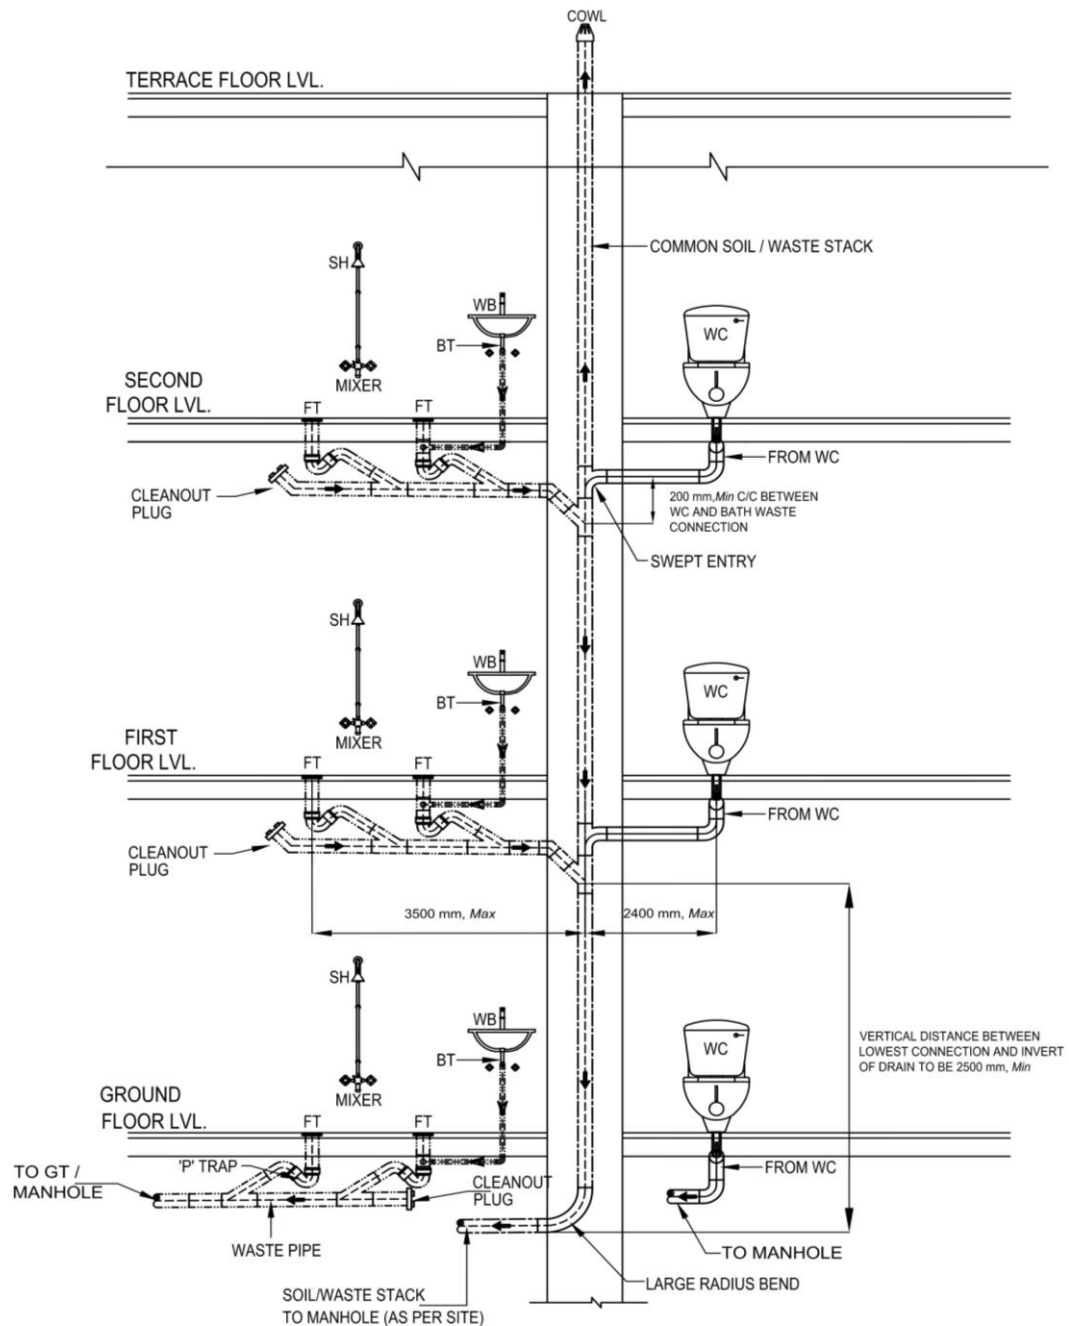 COWL
TERRACE FLOOR LVL.
COMMON SOIL / WASTE STACK
SH
WB
WC
BT
MIXER
SECOND
FLOOR LVL.
FT
FT
FROM WC
CLEANOUT
PLUG
200 mm,Min C/C BETWEEN
WC AND BATH WASTE
CONNECTION
SWEPT ENTRY
SH
WB
WC
BT
MIXER
FIRST
FLOOR LVL.
FT
FT
FROM WC
CLEANOUT
PLUG
3500 mm, Max
2400 mm, Max
SH
WB
WC
BT
MIXER
VERTICAL DISTANCE BETWEEN
LOWEST CONNECTION AND INVERT
OF DRAIN TO BE 2500 mm, Min
GROUND
FLOOR LVL.
FT
FT
TO GT /
MANHOLE
'P' TRAP
CLEANOUT
PLUG
FROM WC
WASTE PIPE
TO MANHOLE
LARGE RADIUS BEND
SOIL/WASTE STACK
TO MANHOLE (AS PER SITE)